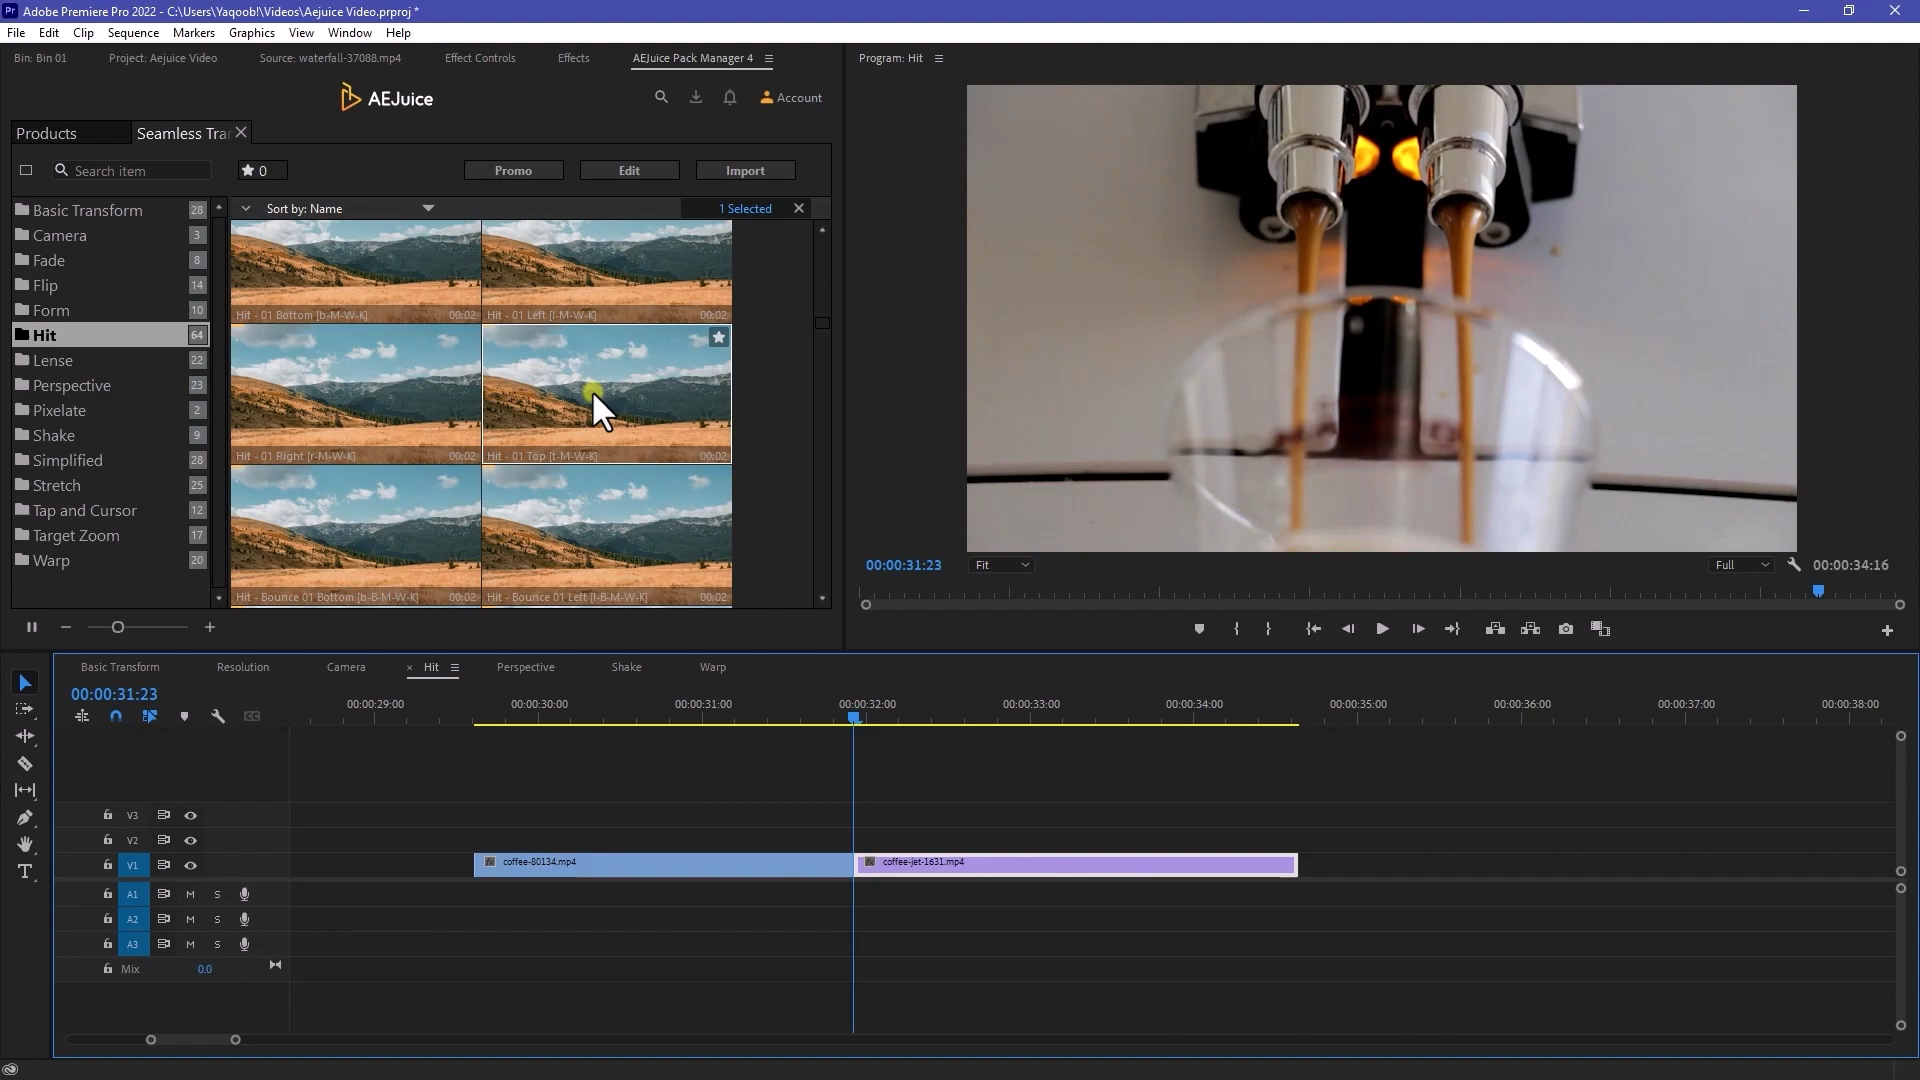 Pr Adobe Premiere Pro 2022 - C:\Users\Yaqoob!\Videos\Aejuice Video.prproj *
File Edit Clip Sequence Markers Graphics View Window Help
Bin: Bin 01 Project: Aejuice Video Source: waterfall-37088.mp4 Effect Controls Effects AEJuice Pack Manager 4
Program: Hit
AEJuice Account
Products Seamless Tra
Search item 0 Promo Edit Import
Sort by: Name 1 Selected
Basic Transform 28
Camera 3
Fade 8
Flip 14
Form 10
Hit 64
Lense 22
Perspective 23
Pixelate 2
Shake 9
Simplified 28
Stretch 25
Tap and Cursor 12
Target Zoom 17
Warp 20
Hit - 01 Bottom [b-M-W-K] 00:02 Hit - 01 Left [l-M-W-K] 00:02
Hit - 01 Right [r-M-W-K] 00:02 Hit - 01 Top [t-M-W-K] 00:02
Hit - Bounce 01 Bottom [b-B-M-W-K] 00:02 Hit - Bounce 01 Left [l-B-M-W-K] 00:02
00:00:31:23 Fit Full 00:00:34:16
Basic Transform Resolution Camera × Hit Perspective Shake Warp
00:00:31:23
00:00:29:00 00:00:30:00 00:00:31:00 00:00:32:00 00:00:33:00 00:00:34:00 00:00:35:00 00:00:36:00 00:00:37:00 00:00:38:00
V3
V2
V1 fx coffee-80134.mp4 fx coffee-jet-1631.mp4
A1 M S
A2 M S
A3 M S
Mix 0.0